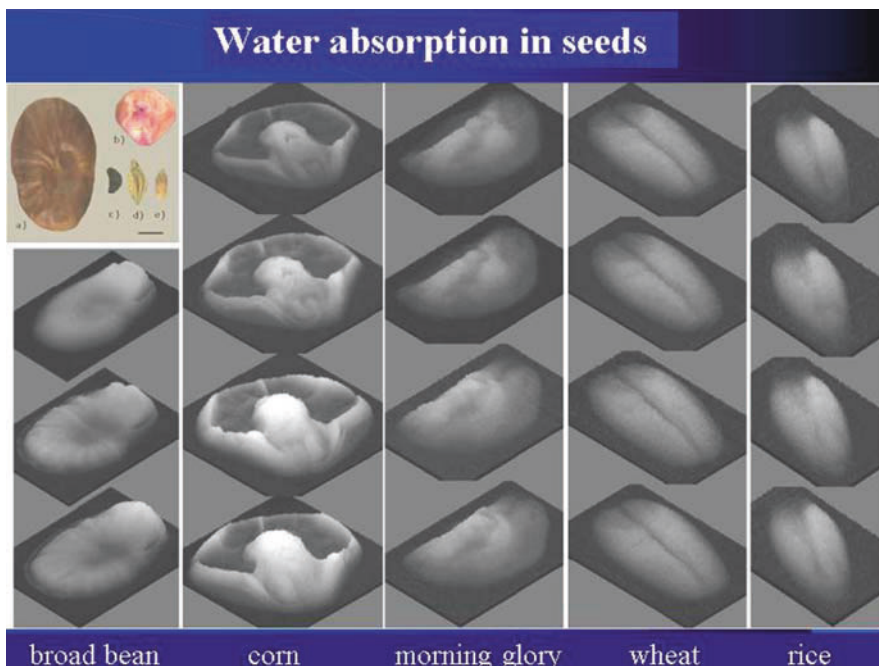 Water absorption in seeds
a)
b)
c) d) e)
broad bean corn morning glory wheat rice